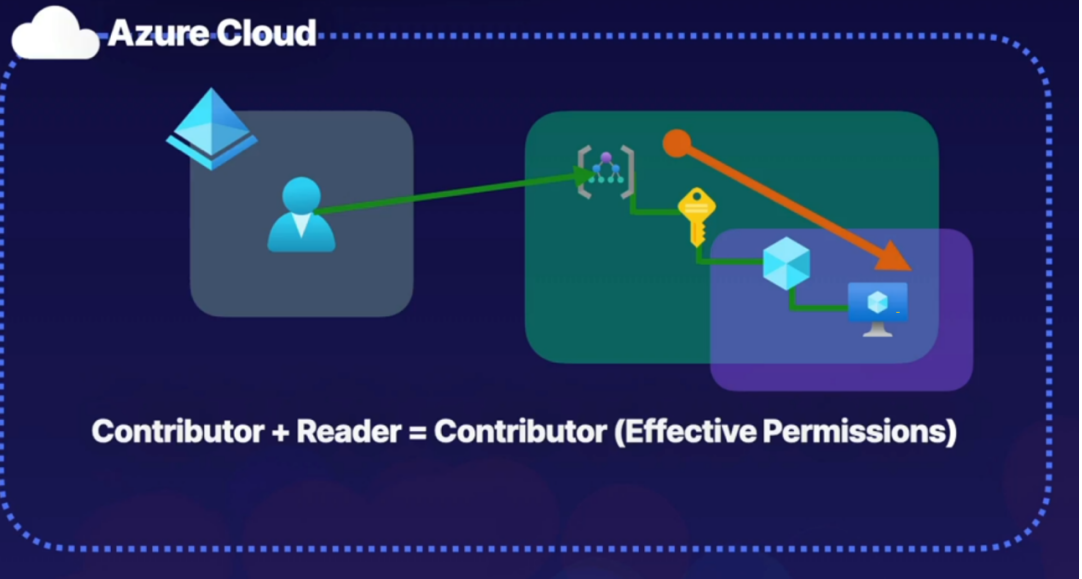 Azure Cloud
Contributor + Reader = Contributor (Effective Permissions)